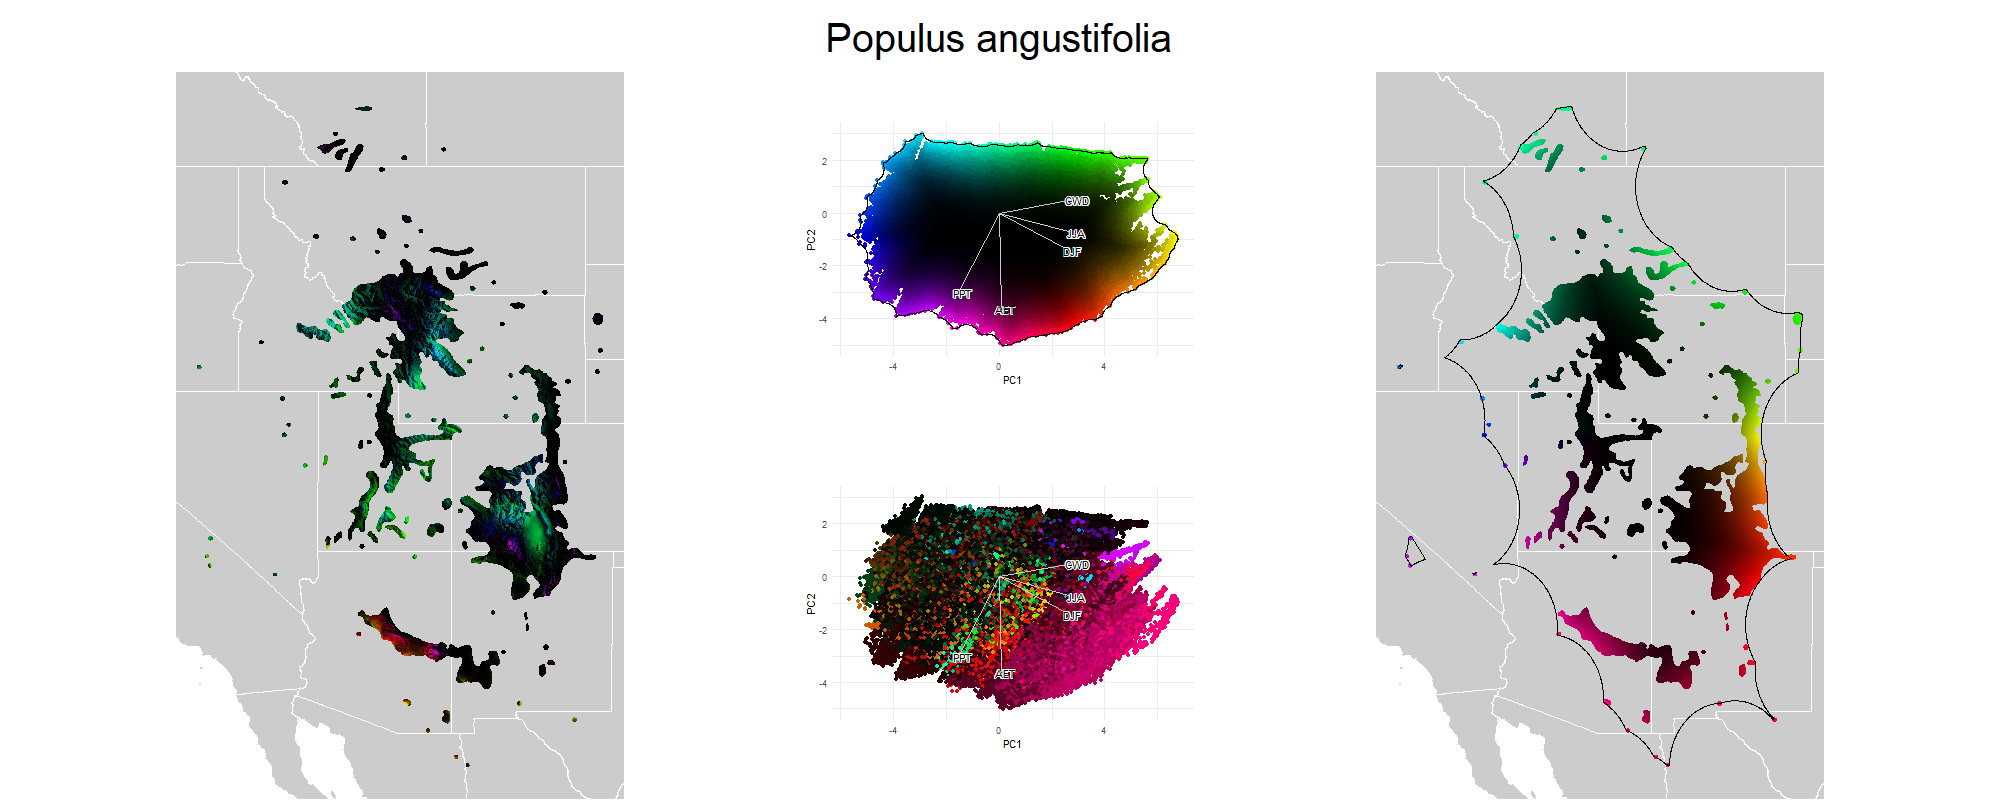 Populus angustifolia
2
0
-2
-4
PC2
CWD
JJA
DJF
PPT
AET
-4
0
4
PC1
2
0
-2
-4
PC2
CWD
JJA
DJF
PPT
AET
-4
0
4
PC1